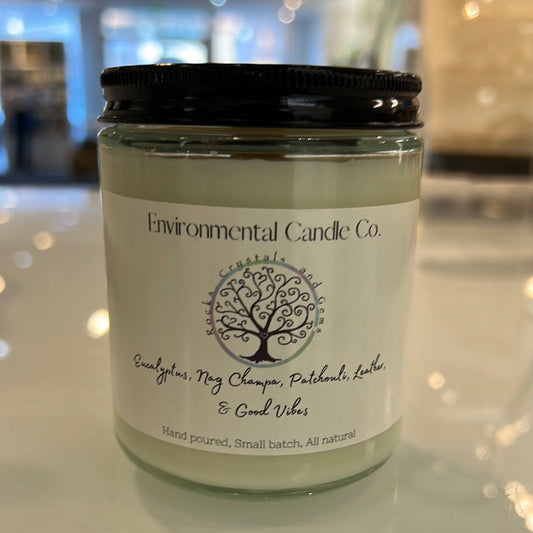 Environmental Candle Co.
Rocks, Crystals, and Gems
Eucalyptus, Nag Champa, Patchouli, Leather,
& Good Vibes
Hand poured, Small batch, All natural